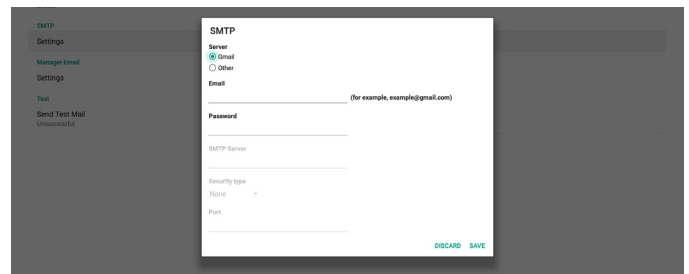 SMTP
Settings
Manager Email
Settings
Test
Send Test Mail
Unsuccessful
SMTP
Server
Gmail
Other
Email
(for example, example@gmail.com)
Password
SMTP Server
Security type
None
Port
DISCARD SAVE